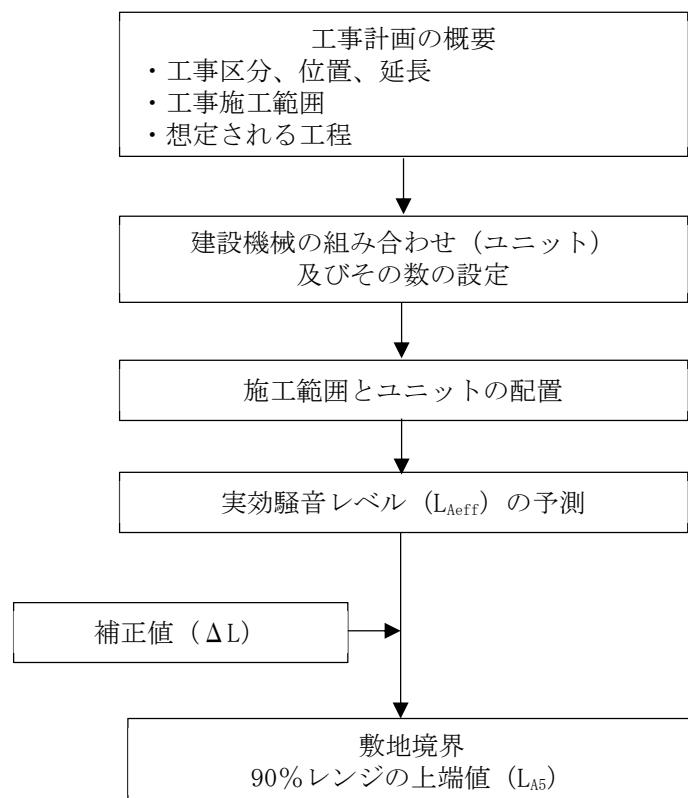 工事計画の概要
・工事区分、位置、延長
・工事施工範囲
・想定される工程
建設機械の組み合わせ（ユニット）
及びその数の設定
施工範囲とユニットの配置
実効騒音レベル（LAeff）の予測
補正値（ΔL）
敷地境界
90％レンジの上端値（LA5）